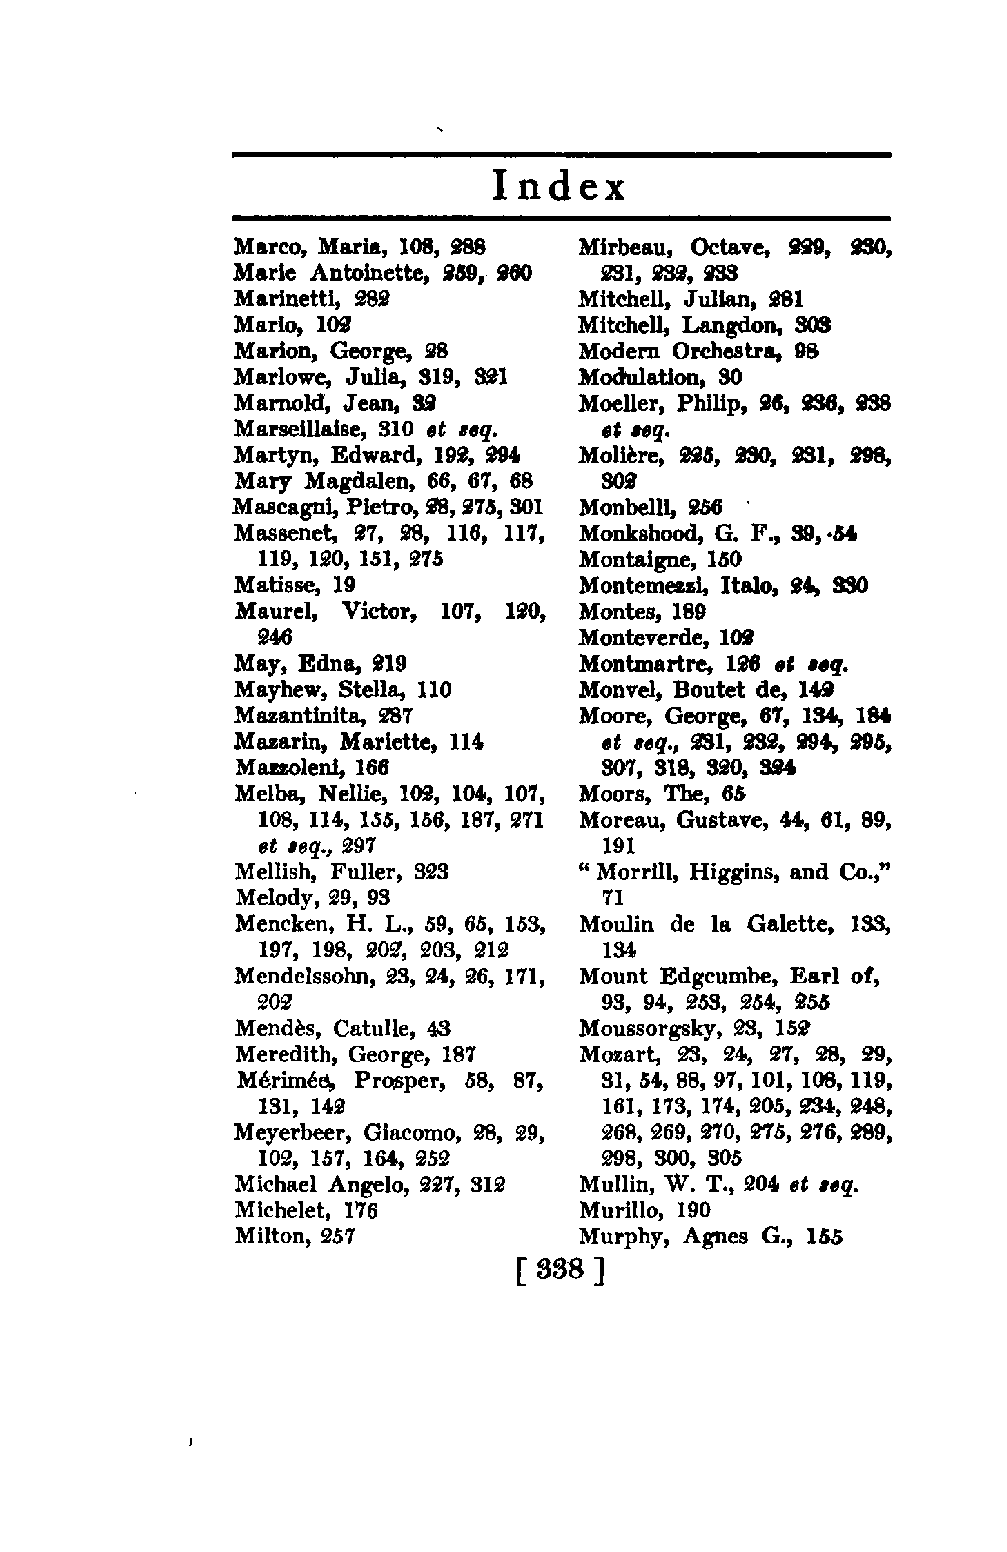 Index
Marco, Maria, 108, 288
Marie Antoinette, 259, 260
Marinetti, 282
Mario, 102
Marion, George, 28
Marlowe, Julia, 319, 321
Marnold, Jean, 32
Marseillaise, 310 et seq.
Martyn, Edward, 192, 294
Mary Magdalen, 66, 67, 68
Mascagni, Pietro, 28, 275, 301
Massenet, 27, 28, 116, 117,
119, 120, 151, 275
Matisse, 19
Maurel, Victor, 107, 120,
246
May, Edna, 219
Mayhew, Stella, 110
Mazantinita, 287
Mazarin, Mariette, 114
Mazzoleni, 166
Melba, Nellie, 102, 104, 107,
108, 114, 155, 156, 187, 271
et seq., 297
Mellish, Fuller, 323
Melody, 29, 93
Mencken, H. L., 59, 65, 153,
197, 198, 202, 203, 212
Mendelssohn, 23, 24, 26, 171,
202
Mendès, Catulle, 43
Meredith, George, 187
Mérimée, Prosper, 58, 87,
131, 142
Meyerbeer, Giacomo, 28, 29,
102, 157, 164, 252
Michael Angelo, 227, 312
Michelet, 176
Milton, 257
Mirbeau, Octave, 229, 230,
231, 232, 233
Mitchell, Julian, 281
Mitchell, Langdon, 303
Modern Orchestra, 98
Modulation, 30
Moeller, Philip, 26, 236, 238
et seq.
Molière, 225, 230, 231, 298,
302
Monbelli, 256
Monkshood, G. F., 39, 54
Montaigne, 150
Montemezzi, Italo, 24, 330
Montes, 189
Monteverde, 102
Montmartre, 126 et seq.
Monvel, Boutet de, 142
Moore, George, 67, 134, 184
et seq., 231, 232, 294, 295,
307, 318, 320, 324
Moors, The, 65
Moreau, Gustave, 44, 61, 89,
191
“ Morrill, Higgins, and Co.,”
71
Moulin de la Galette, 133,
134
Mount Edgcumbe, Earl of,
93, 94, 253, 254, 255
Moussorgsky, 23, 152
Mozart, 23, 24, 27, 28, 29,
31, 54, 88, 97, 101, 108, 119,
161, 173, 174, 205, 234, 248,
268, 269, 270, 275, 276, 289,
298, 300, 305
Mullin, W. T., 204 et seq.
Murillo, 190
Murphy, Agnes G., 155
[ 338 ]